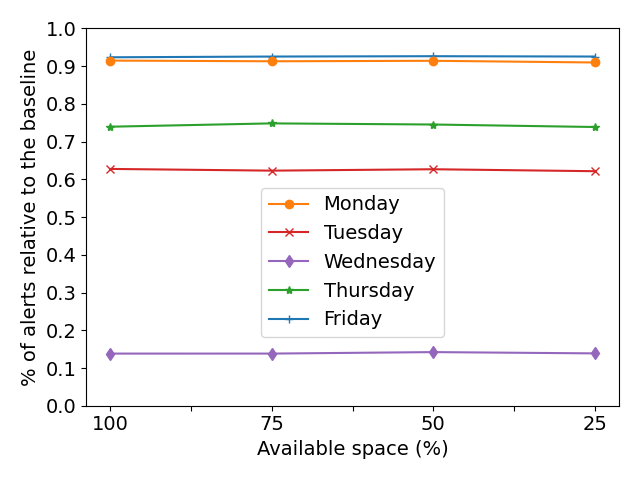 % of alerts relative to the baseline
1.0
0.9
0.8
0.7
0.6
0.5
0.4
0.3
0.2
0.1
0.0
Monday
Tuesday
Wednesday
Thursday
Friday
100 75 50 25
Available space (%)